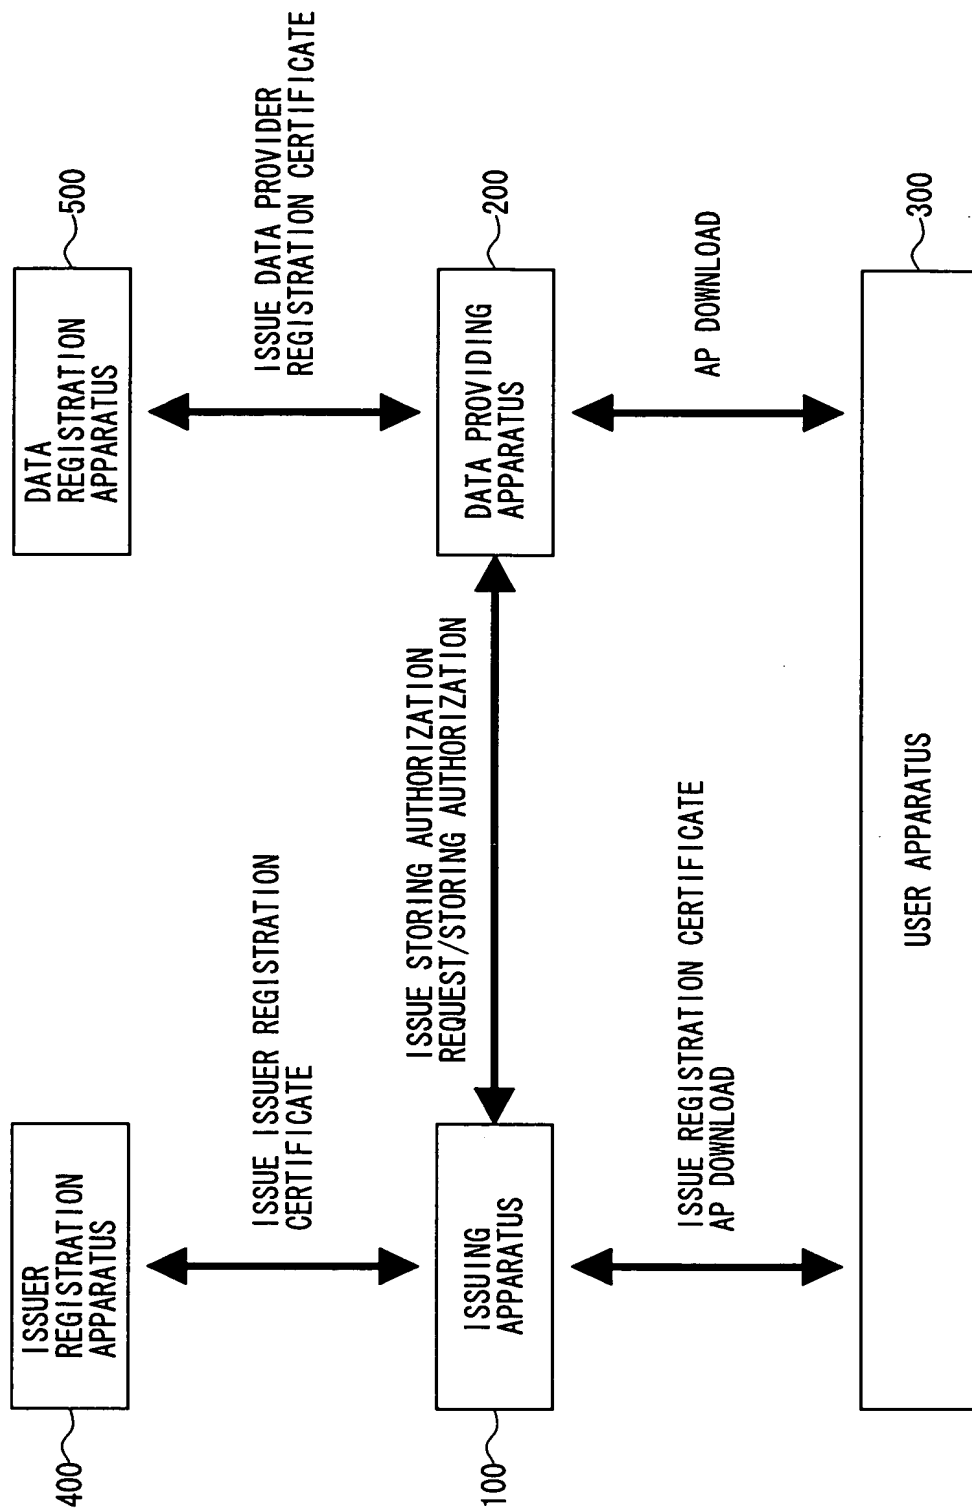 400
ISSUER
REGISTRATION
APPARATUS
DATA
REGISTRATION
APPARATUS
500
ISSUE ISSUER REGISTRATION
CERTIFICATE
ISSUE DATA PROVIDER
REGISTRATION CERTIFICATE
100
ISSUING
APPARATUS
ISSUE STORING AUTHORIZATION
REQUEST/STORING AUTHORIZATION
DATA PROVIDING
APPARATUS
200
ISSUE REGISTRATION CERTIFICATE
AP DOWNLOAD
AP DOWNLOAD
USER APPARATUS
300